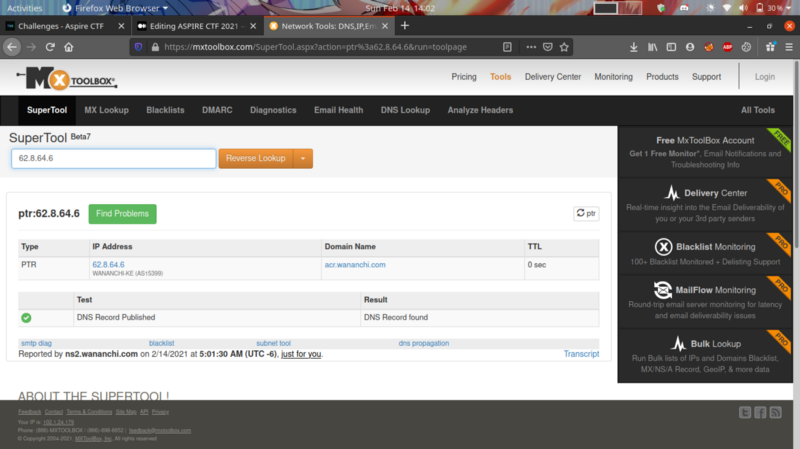 Activities Firefox Web Browser Sun Feb 14, 14:02 30 %
Challenges - Aspire CTF Editing ASPIRE CTF 2021 – Network Tools: DNS,IP,Em
https://mxtoolbox.com/SuperTool.aspx?action=ptr%3a62.8.64.6&run=toolpage
MX TOOLBOX
Pricing Tools Delivery Center Monitoring Products Support Login
SuperTool MX Lookup Blacklists DMARC Diagnostics Email Health DNS Lookup Analyze Headers All Tools
SuperTool Beta7
62.8.64.6 Reverse Lookup
ptr:62.8.64.6 Find Problems ptr
Type IP Address Domain Name TTL
PTR 62.8.64.6 acr.wananchi.com 0 sec
WANANCHI-KE (AS15399)
Test Result
DNS Record Published DNS Record found
smtp diag blacklist subnet tool dns propagation
Reported by ns2.wananchi.com on 2/14/2021 at 5:01:30 AM (UTC -6), just for you. Transcript
Free MxToolBox Account FREE
Get 1 Free Monitor*, Email Notifications and
Troubleshooting Info
Delivery Center PRO
Real-time insight into the Email Deliverability of
you or your 3rd party senders
Blacklist Monitoring PRO
100+ Blacklist Monitored + Delisting Support
MailFlow Monitoring PRO
Round-trip email server monitoring for latency
and email deliverability issues
Bulk Lookup PRO
Run Bulk lists of IPs and Domains Blacklist,
MX/NS/A Record, GeoIP, & more data
ABOUT THE SUPERTOOL!
Feedback Contact Terms & Conditions Site Map API Privacy
Your IP is:
Phone: (866)-MXTOOLBOX / (866)-698-6652 | feedback@mxtoolbox.com
© Copyright 2004-2021, MXToolBox, Inc, All rights reserved.